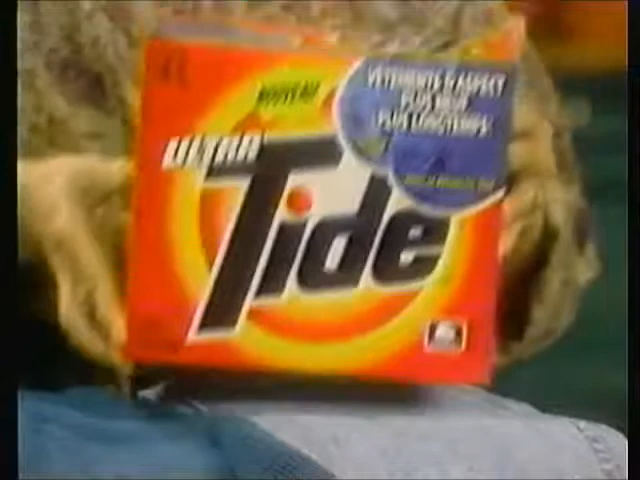 NOUVEAU
VÊTEMENTS D'ASPECT
PLUS NEUF
PLUS LONGTEMPS
ULTRA
Tide